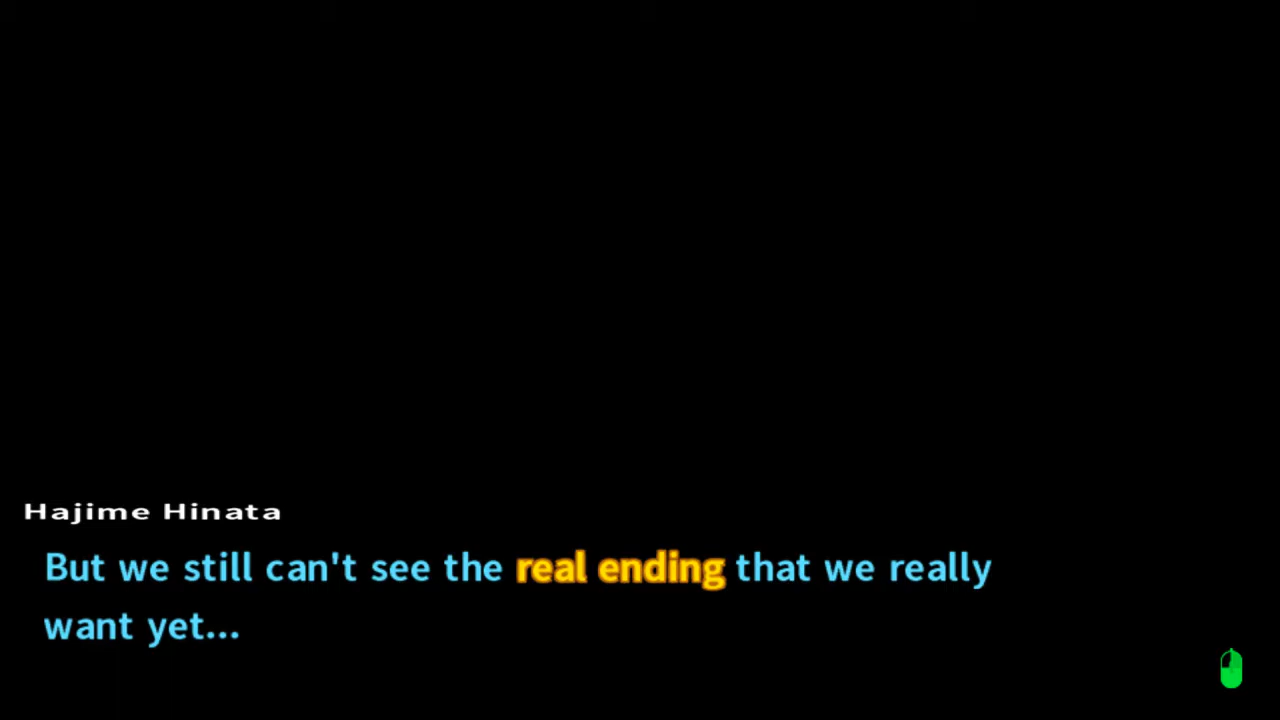 Hajime Hinata
But we still can't see the real ending that we really
want yet...